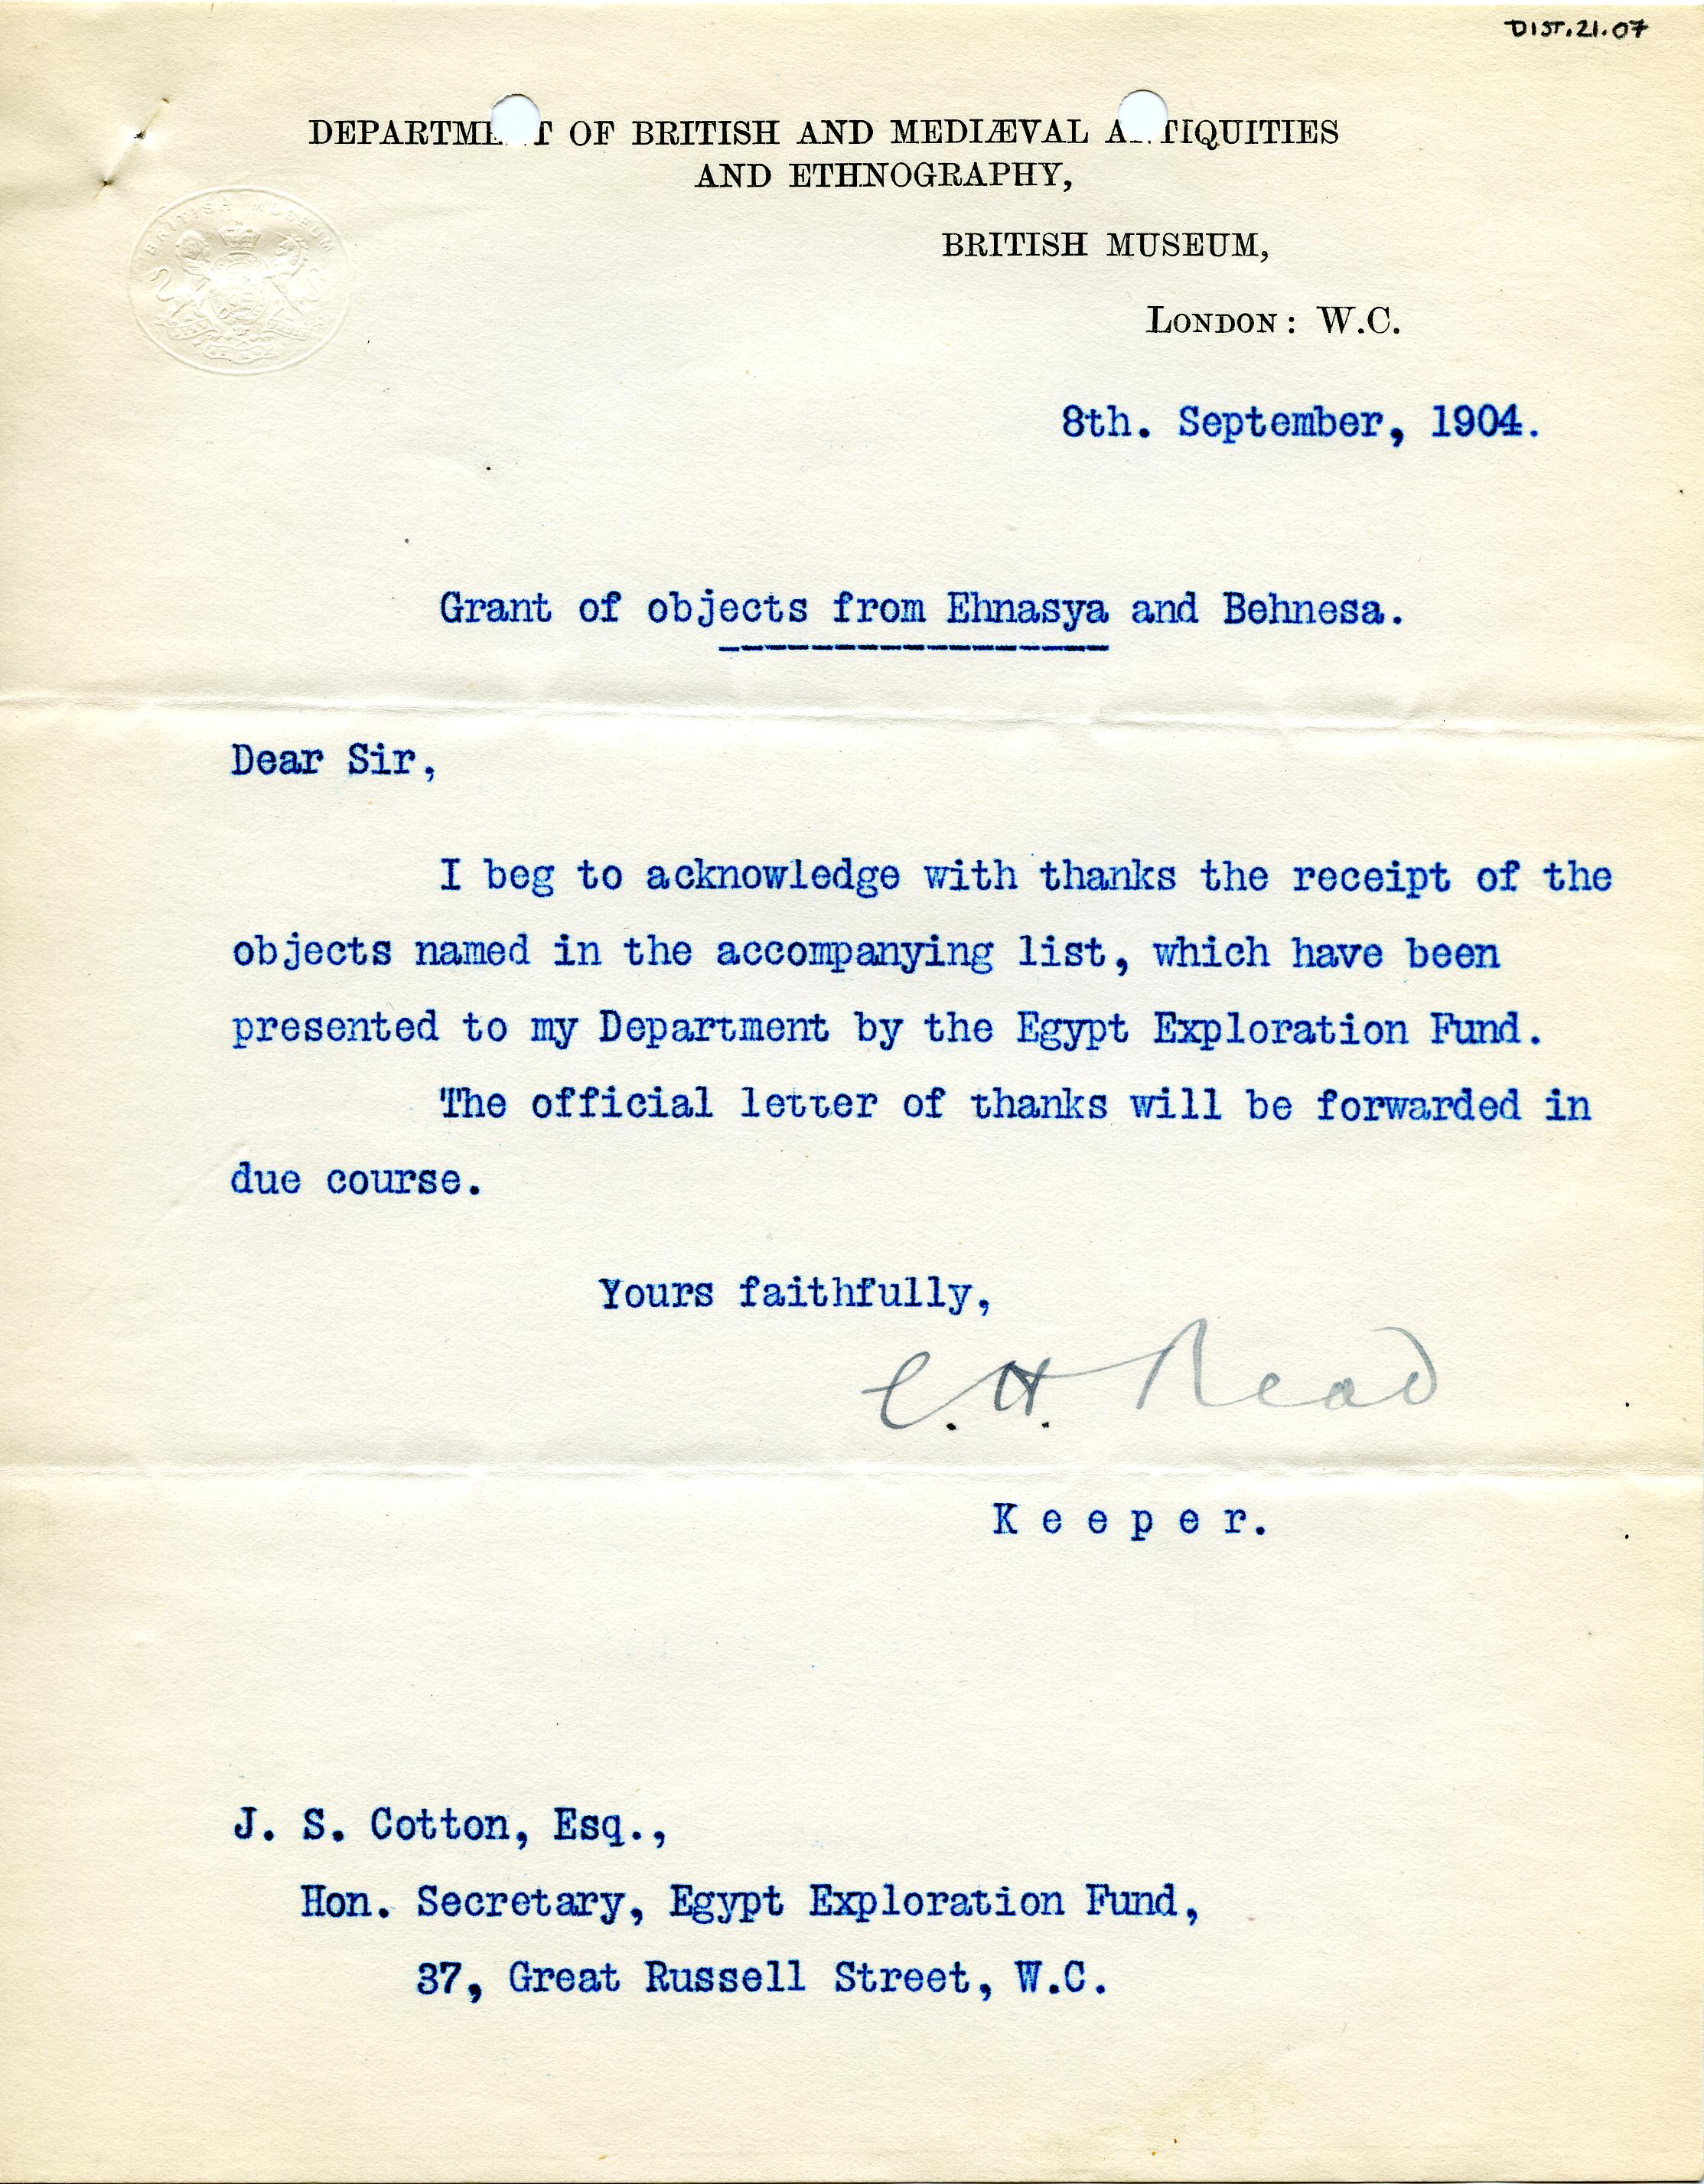 DIST.21.07
DEPARTMENT OF BRITISH AND MEDIÆVAL ANTIQUITIES
AND ETHNOGRAPHY,
BRITISH MUSEUM,
LONDON: W.C.
BRITISH MUSEUM
8th. September, 1904.
Grant of objects from Ehnasya and Behnesa.
Dear Sir,
I beg to acknowledge with thanks the receipt of the
objects named in the accompanying list, which have been
presented to my Department by the Egypt Exploration Fund.
The official letter of thanks will be forwarded in
due course.
Yours faithfully,
C. H. Read
Keeper.
J. S. Cotton, Esq.,
Hon. Secretary, Egypt Exploration Fund,
37, Great Russell Street, W.C.